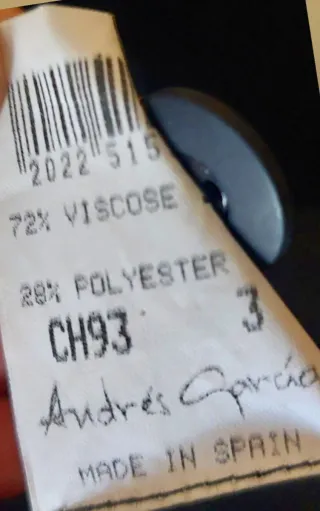 2022 515
72% VISCOSE
28% POLYESTER
CH93 3
Andrés García
MADE IN SPAIN